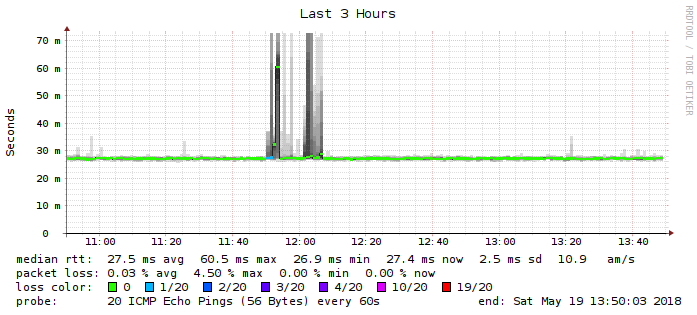 Last 3 Hours
RRDTOOL / TOBI OETIKER
Seconds
70 m
60 m
50 m
40 m
30 m
20 m
10 m
0
11:00 11:20 11:40 12:00 12:20 12:40 13:00 13:20 13:40
median rtt: 27.5 ms avg 60.5 ms max 26.9 ms min 27.4 ms now 2.5 ms sd 10.9 am/s
packet loss: 0.03 % avg 4.50 % max 0.00 % min 0.00 % now
loss color: 0 1/20 2/20 3/20 4/20 10/20 19/20
probe: 20 ICMP Echo Pings (56 Bytes) every 60s end: Sat May 19 13:50:03 2018